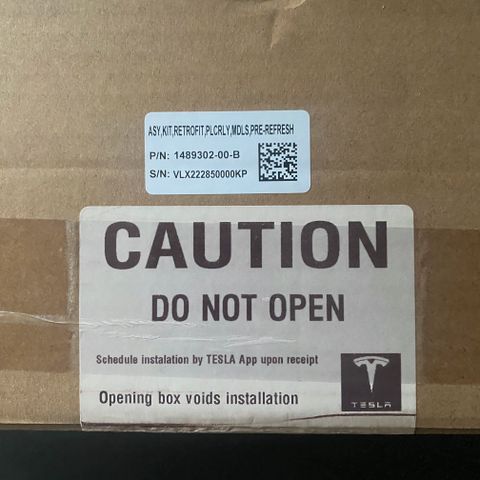 ASY,KIT,RETROFIT,PLCRLY,MDLS,PRE-REFRESH
P/N: 1489302-00-B
S/N: VLX222850000KP
CAUTION
DO NOT OPEN
Schedule instalation by TESLA App upon receipt
Opening box voids installation
TESLA